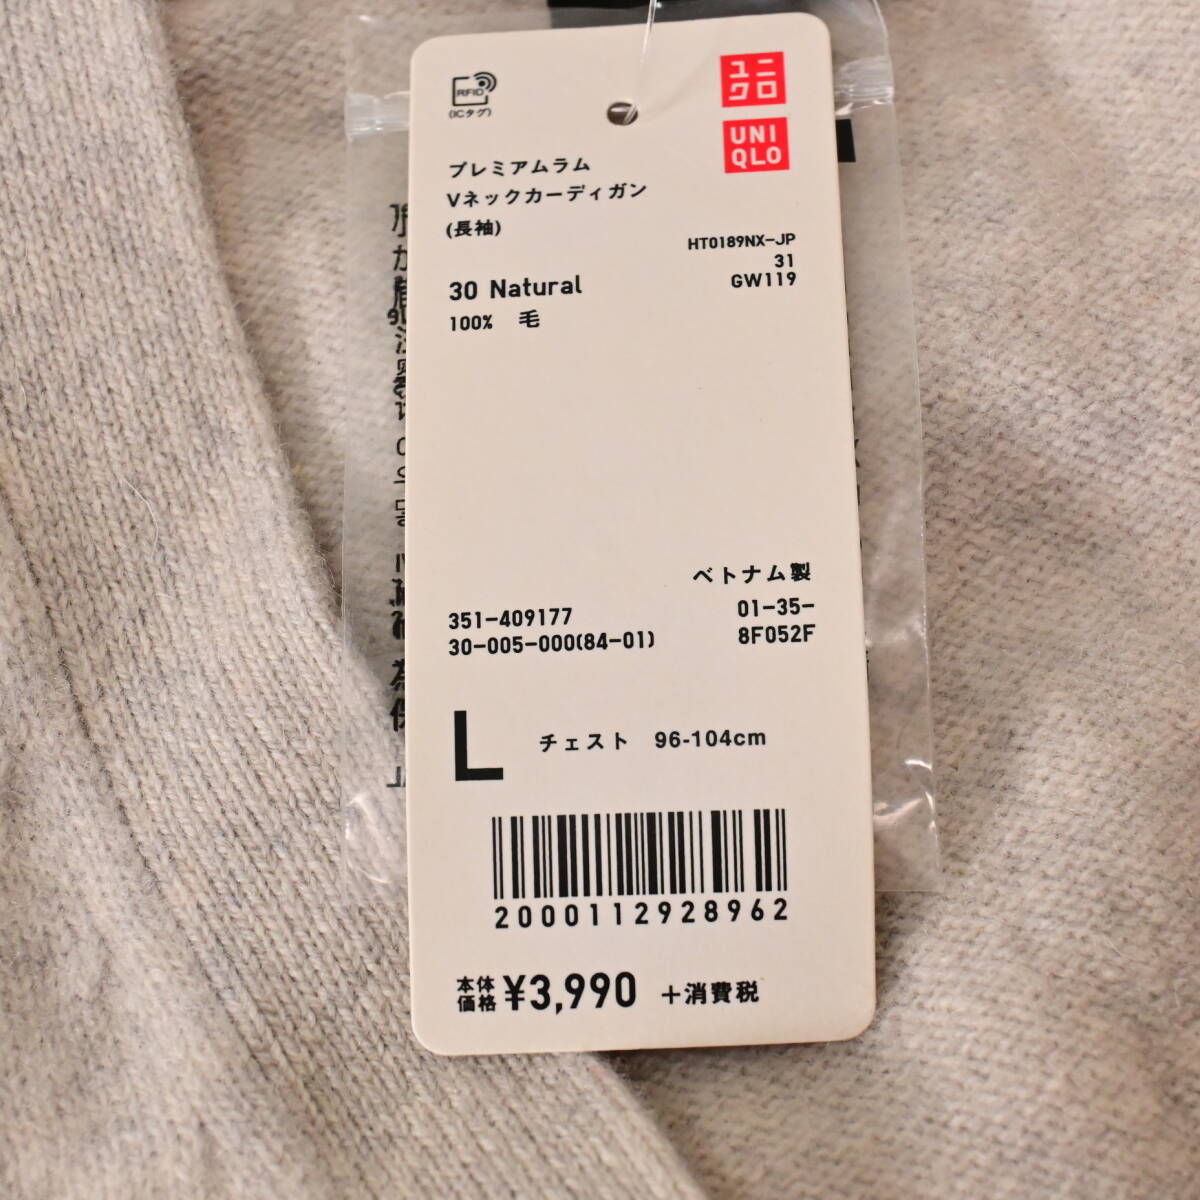 RFID
(ICタグ)
ユニ
クロ
UNI
QLO
プレミアムラム
Vネックカーディガン
(長袖)
HT0189NX-JP
31
GW119
30 Natural
100% 毛
ベトナム製
351-409177
01-35-
30-005-000(84-01)
8F052F
L チェスト 96-104cm
2000112928962
本体
価格 ¥3,990 +消費税